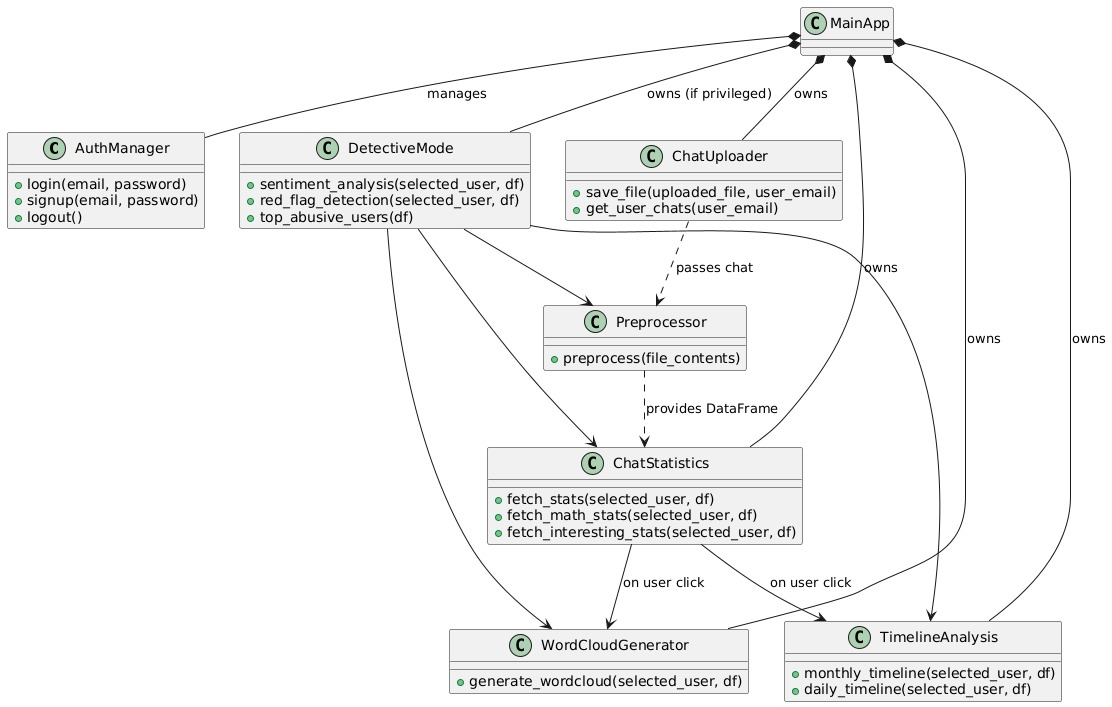 C MainApp
manages
owns (if privileged)
owns
C AuthManager
login(email, password)
signup(email, password)
logout()
C DetectiveMode
sentiment_analysis(selected_user, df)
red_flag_detection(selected_user, df)
top_abusive_users(df)
C ChatUploader
save_file(uploaded_file, user_email)
get_user_chats(user_email)
passes chat
owns
C Preprocessor
preprocess(file_contents)
owns
owns
provides DataFrame
C ChatStatistics
fetch_stats(selected_user, df)
fetch_math_stats(selected_user, df)
fetch_interesting_stats(selected_user, df)
on user click
on user click
C WordCloudGenerator
generate_wordcloud(selected_user, df)
C TimelineAnalysis
monthly_timeline(selected_user, df)
daily_timeline(selected_user, df)